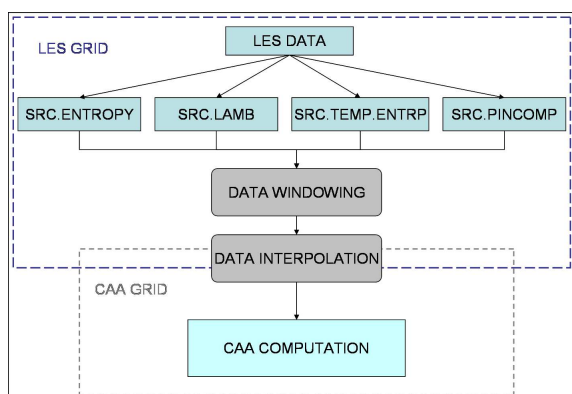 LES GRID
LES DATA
SRC.ENTROPY
SRC.LAMB
SRC.TEMP.ENTRP
SRC.PINCOMP
DATA WINDOWING
DATA INTERPOLATION
CAA GRID
CAA COMPUTATION